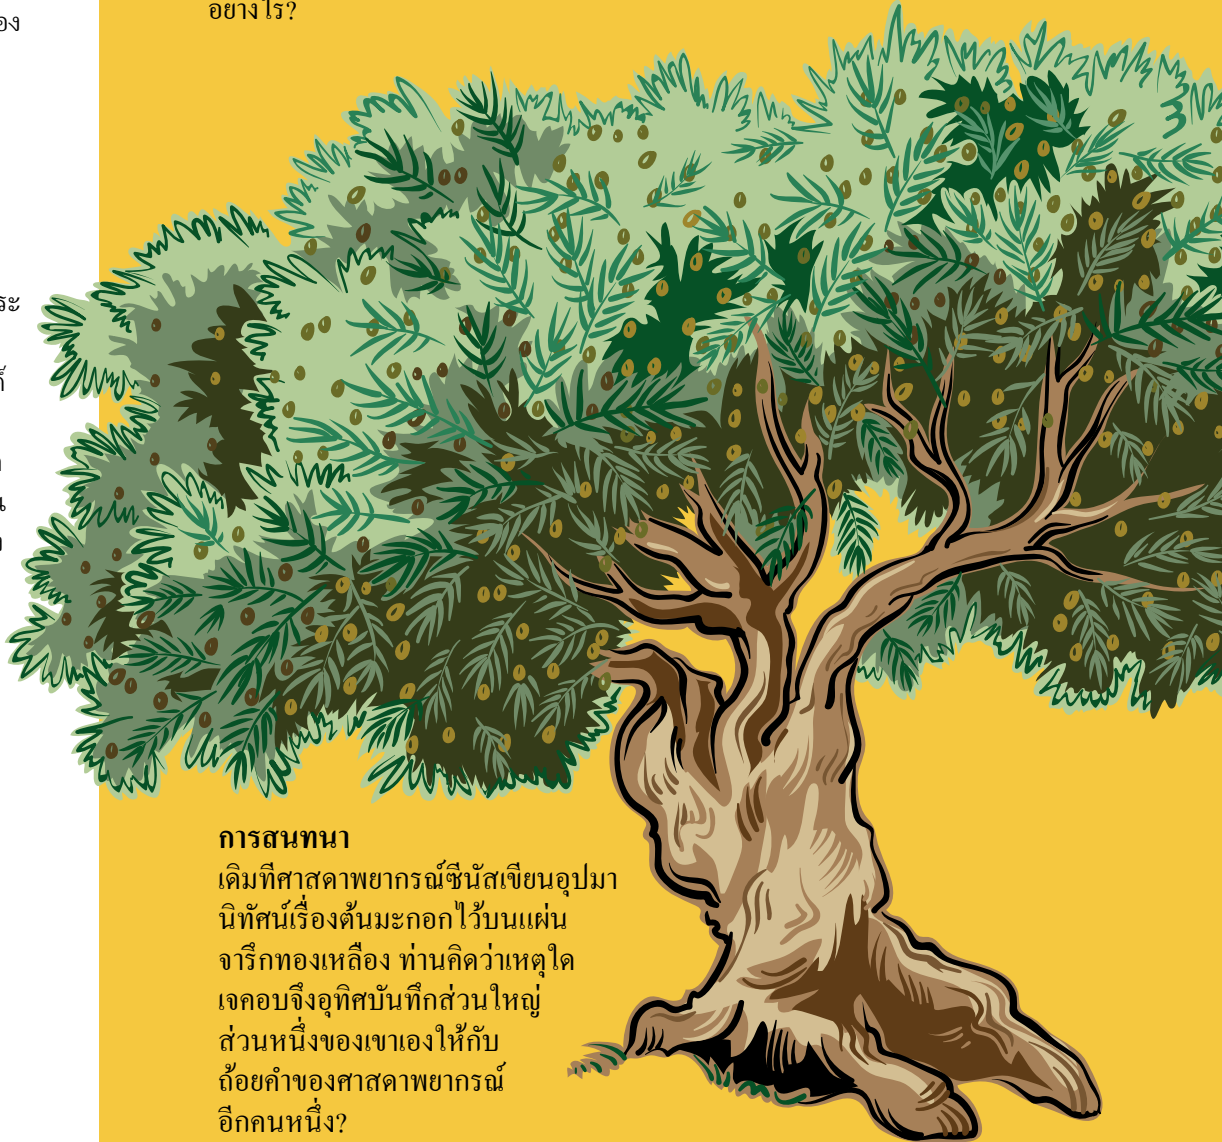 อง
อย่างไร?
ระ
การสนทนา
เดิมทีศาสดาพยากรณ์ซีนัสเขียนอุปมา
นิทัศน์เรื่องต้นมะกอกไว้บนแผ่น
จารึกทองเหลือง ท่านคิดว่าเหตุใด
เจคอบจึงอุทิศบันทึกส่วนใหญ่
ส่วนหนึ่งของเขาเองให้กับ
ถ้อยคำของศาสดาพยากรณ์
อีกคนหนึ่ง?